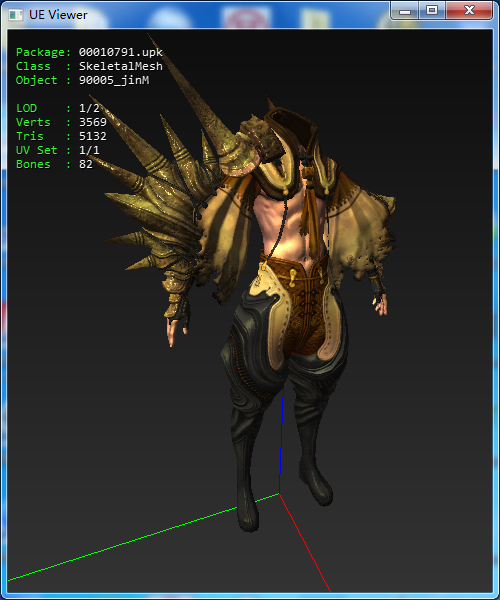 UE Viewer
Package: 00010791.upk
Class : SkeletalMesh
Object : 90005_jinM
LOD : 1/2
Verts : 3569
Tris : 5132
UV Set : 1/1
Bones : 82